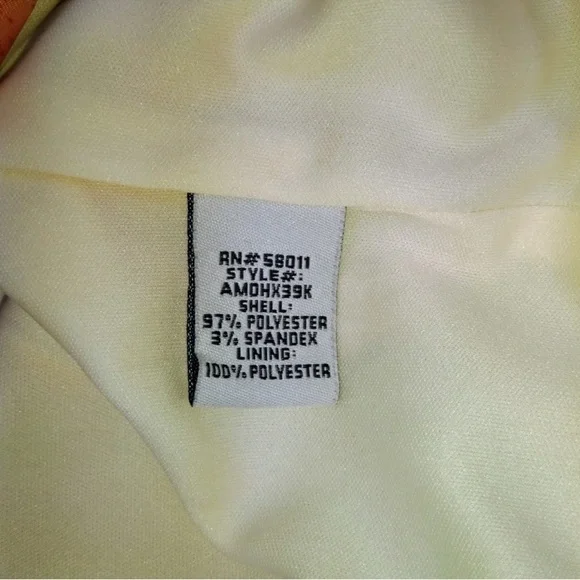 RN# 58011
STYLE#:
AMDHX39K
SHELL:
97% POLYESTER
3% SPANDEX
LINING:
100% POLYESTER